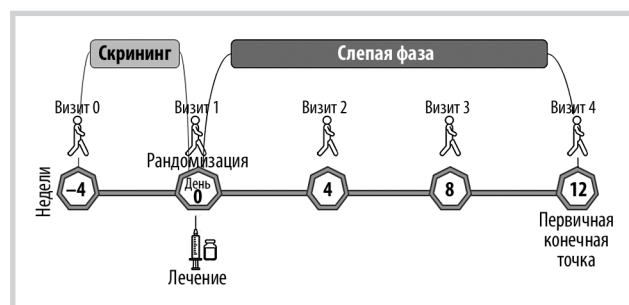 Скрининг
Слепая фаза
Визит 0
Визит 1
Визит 2
Визит 3
Визит 4
Рандомизация
Недели
–4
День
0
4
8
12
Лечение
Первичная
конечная
точка